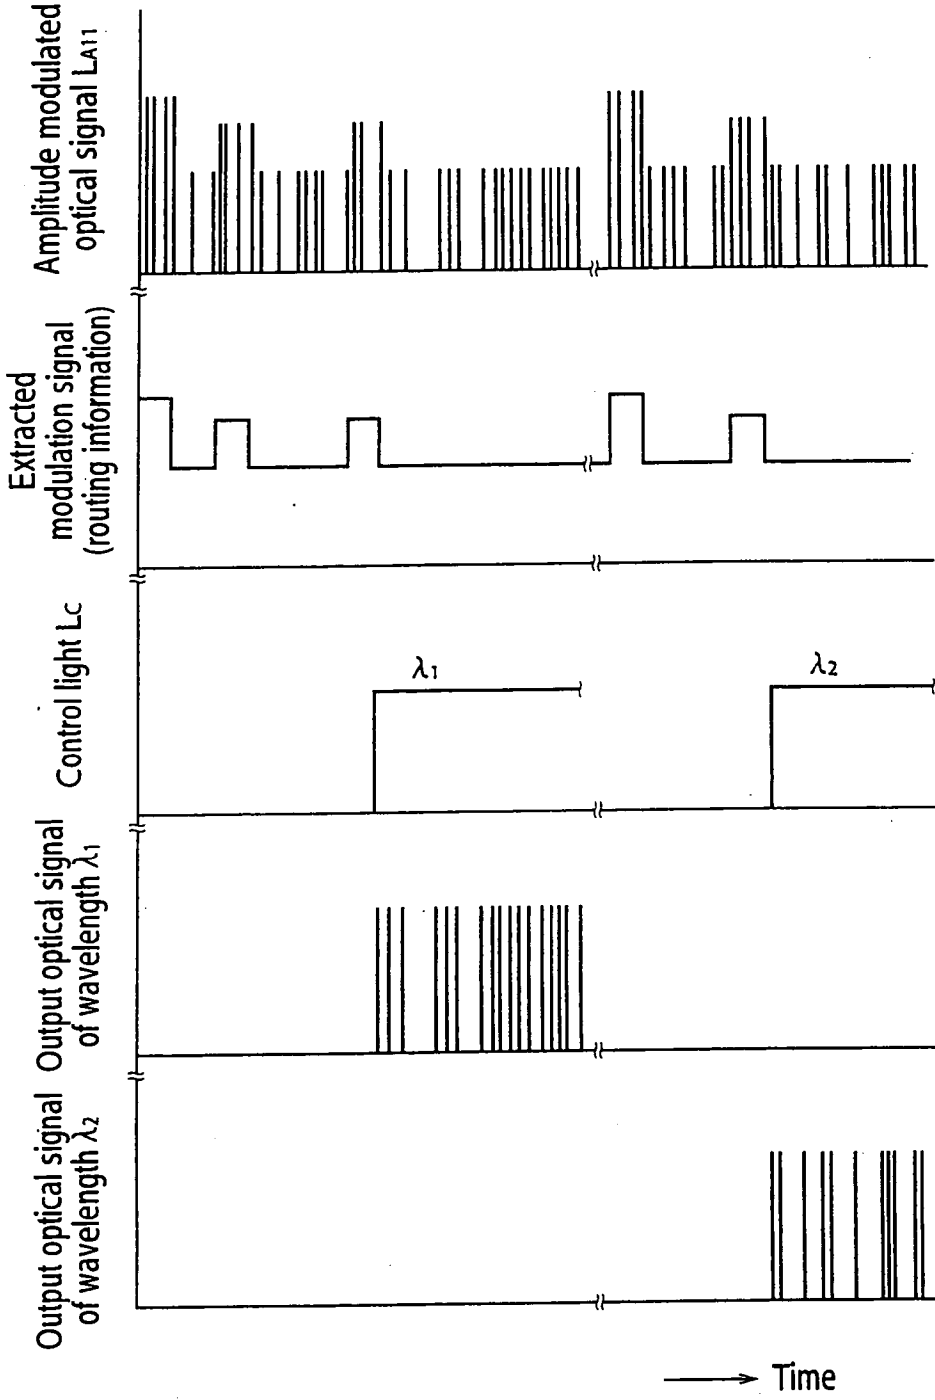 Amplitude modulated
optical signal LA11
Extracted
modulation signal
(routing information)
Control light LC
λ1
λ2
Output optical signal
of wavelength λ1
Output optical signal
of wavelength λ2
Time